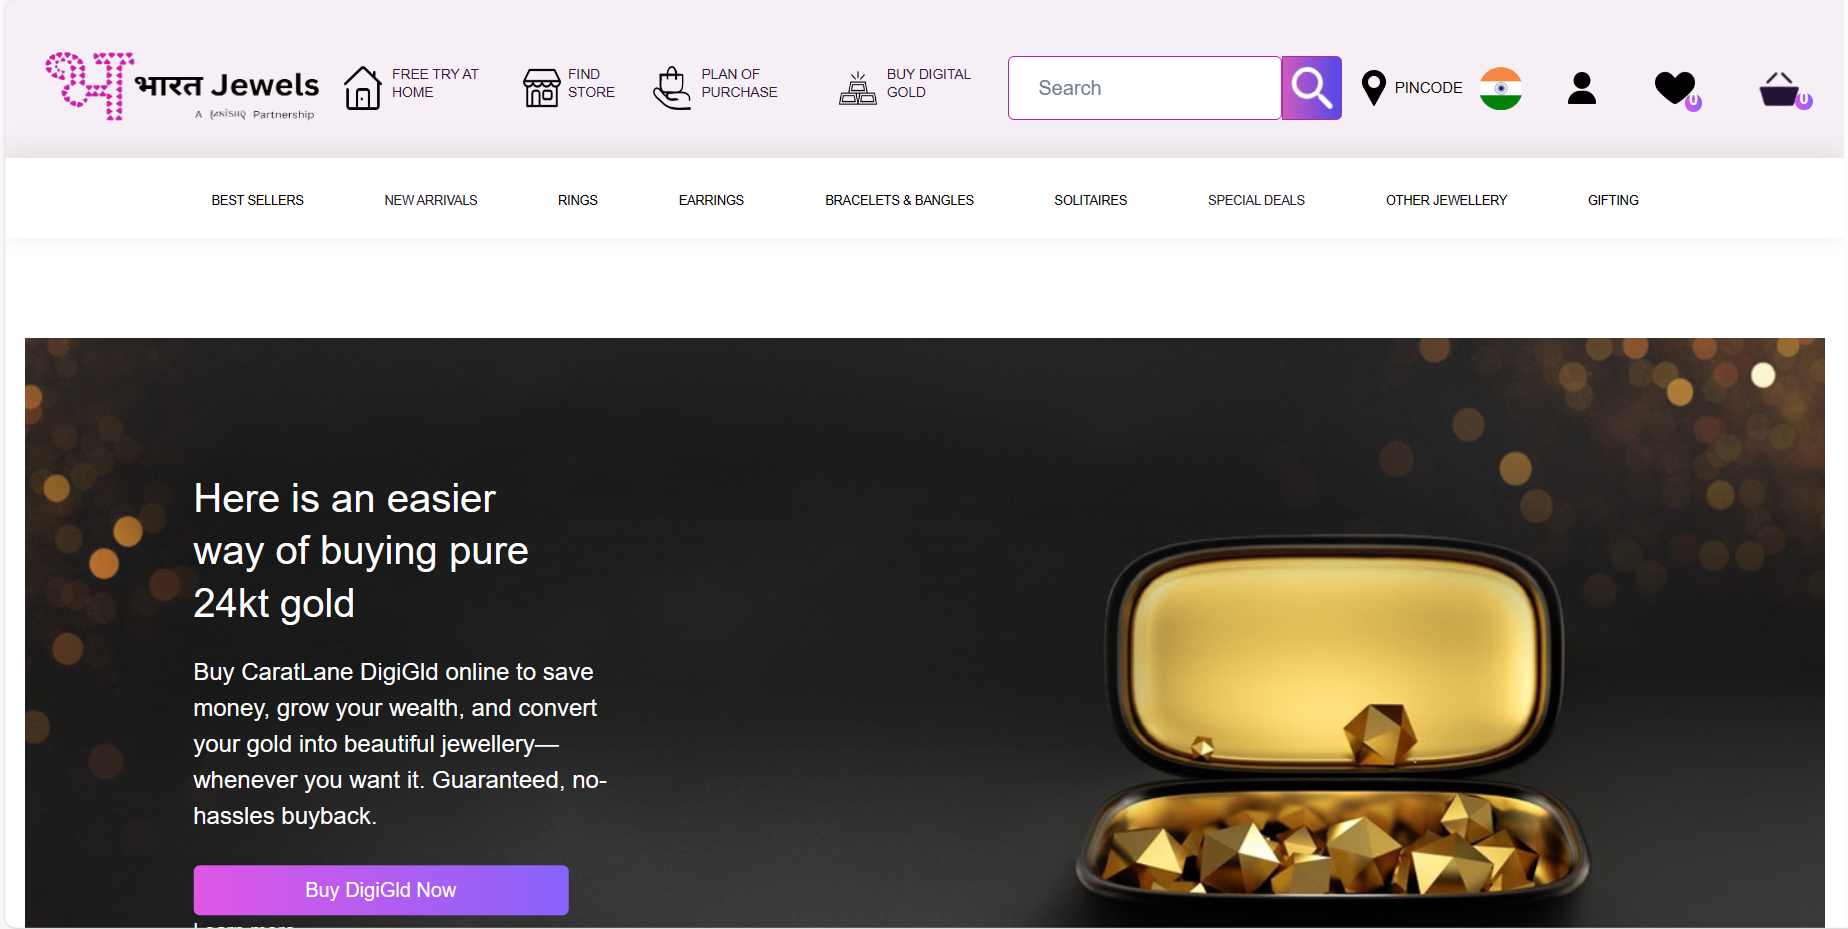 भा
भारत Jewels
A TANISHQ Partnership
FREE TRY AT
HOME
FIND
STORE
PLAN OF
PURCHASE
BUY DIGITAL
GOLD
Search
PINCODE
0
0
BEST SELLERS
NEW ARRIVALS
RINGS
EARRINGS
BRACELETS & BANGLES
SOLITAIRES
SPECIAL DEALS
OTHER JEWELLERY
GIFTING
Here is an easier
way of buying pure
24kt gold
Buy CaratLane DigiGld online to save
money, grow your wealth, and convert
your gold into beautiful jewellery—
whenever you want it. Guaranteed, no-
hassles buyback.
Buy DigiGld Now
Learn more